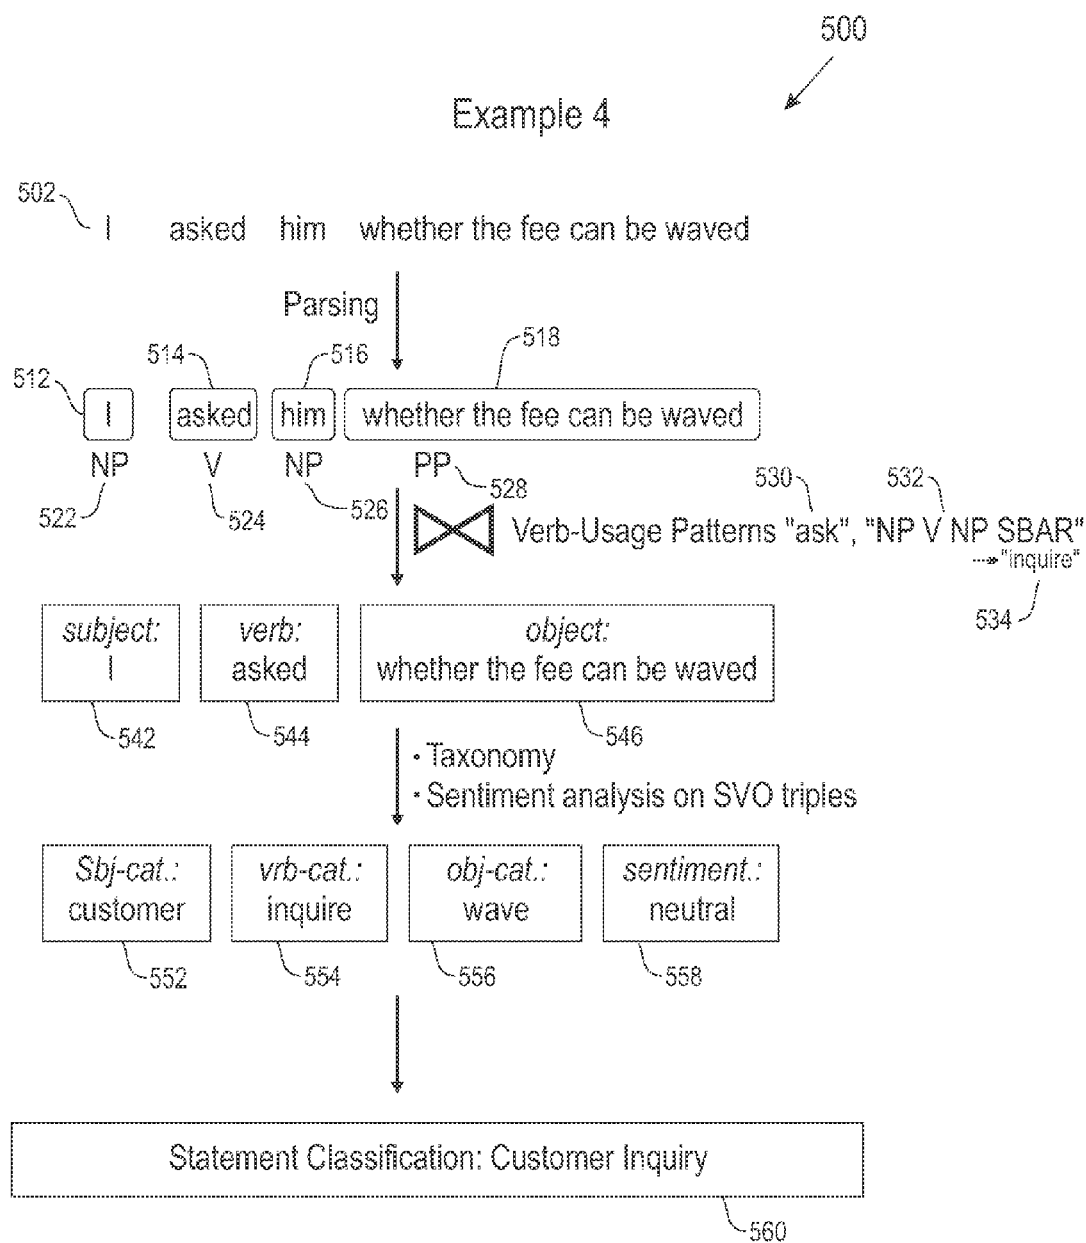 500
Example 4
502
I asked him whether the fee can be waved
Parsing
518
514 516
512
I asked him whether the fee can be waved
NP V NP PP
528 530 532
522 524 526
Verb-Usage Patterns "ask", "NP V NP SBAR"
"inquire"
534
subject: verb: object:
I asked whether the fee can be waved
542 544 546
· Taxonomy
· Sentiment analysis on SVO triples
Sbj-cat.: vrb-cat.: obj-cat.: sentiment.:
customer inquire wave neutral
552 554 556 558
Statement Classification: Customer Inquiry
560